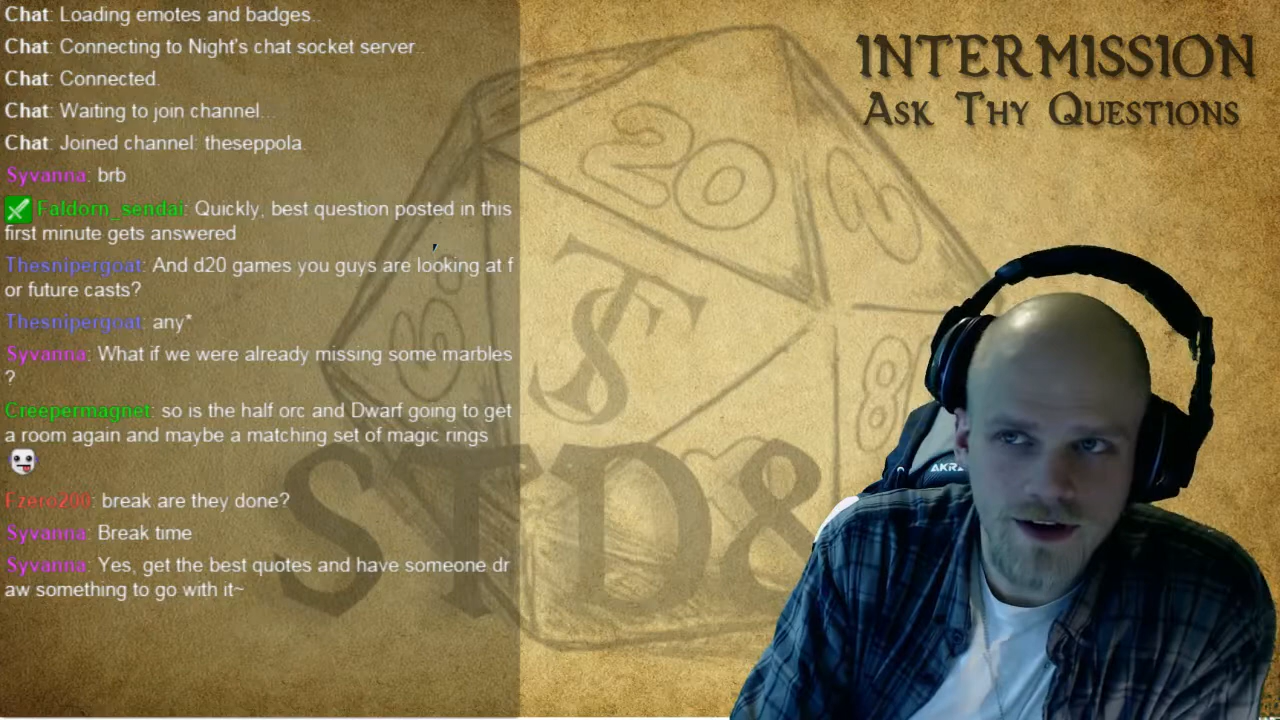 Chat: Loading emotes and badges..
Chat: Connecting to Night's chat socket server..
Chat: Connected.
Chat: Waiting to join channel...
Chat: Joined channel: theseppola.
Syvanna: brb
Faldorn_sendai: Quickly, best question posted in this
first minute gets answered
Thesnipergoat: And d20 games you guys are looking at f
or future casts?
Thesnipergoat: any*
Syvanna: What if we were already missing some marbles
?
Creepermagnet: so is the half orc and Dwarf going to get
a room again and maybe a matching set of magic rings
Fzero200: break are they done?
Syvanna: Break time
Syvanna: Yes, get the best quotes and have someone dr
aw something to go with it~
INTERMISSION
Ask Thy Questions
20
8
STD&
AKR